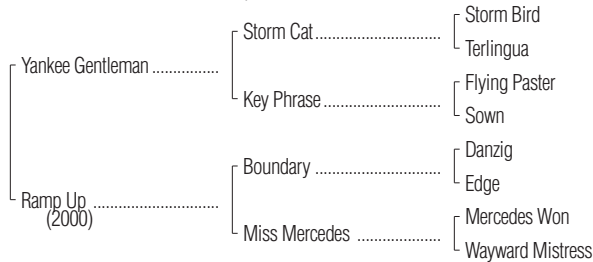 Storm Bird
Storm Cat..............................
Terlingua
Yankee Gentleman ................
Flying Paster
Key Phrase............................
Sown
Danzig
Boundary ..............................
Edge
Ramp Up ..............................
(2000)
Mercedes Won
Miss Mercedes ....................
Wayward Mistress